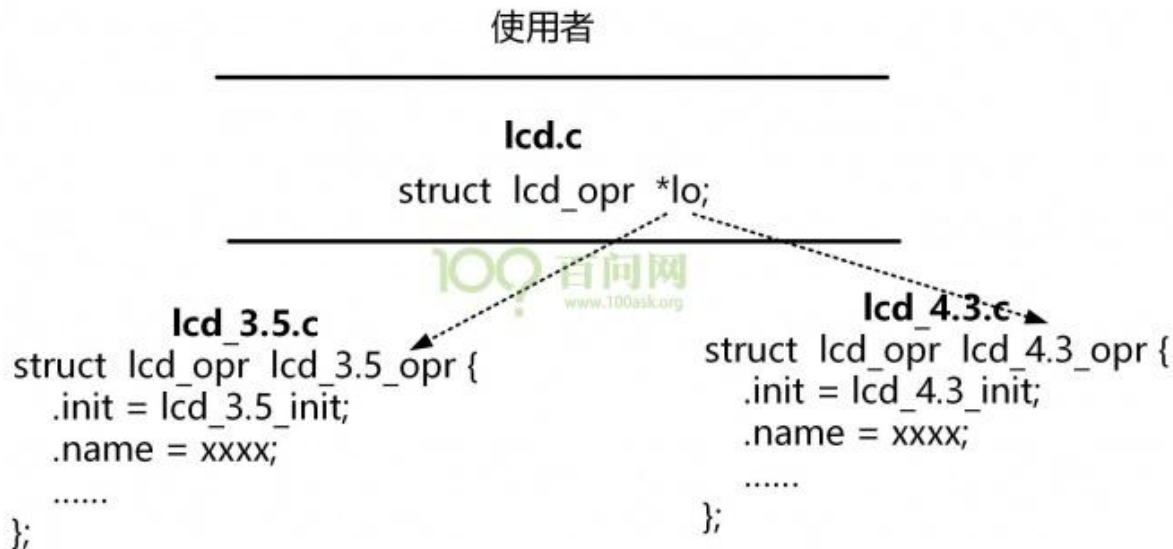 使用者
lcd.c
struct lcd_opr *lo;
100 百问网
www.100ask.org
lcd_3.5.c
struct lcd_opr lcd_3.5_opr {
.init = lcd_3.5_init;
.name = xxxx;
......
};
lcd_4.3.c
struct lcd_opr lcd_4.3_opr {
.init = lcd_4.3_init;
.name = xxxx;
......
};